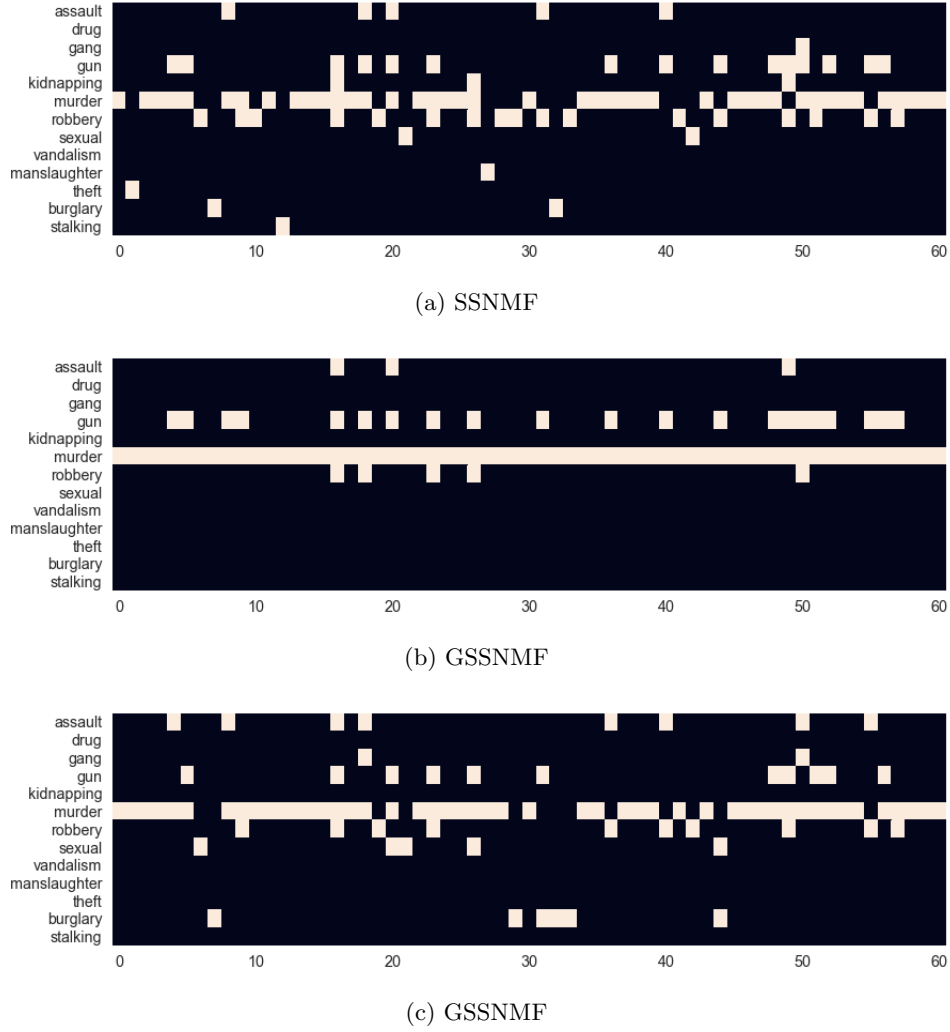 assault
drug
gang
gun
kidnapping
murder
robbery
sexual
vandalism
manslaughter
theft
burglary
stalking
0 10 20 30 40 50 60
(a) SSNMF
assault
drug
gang
gun
kidnapping
murder
robbery
sexual
vandalism
manslaughter
theft
burglary
stalking
0 10 20 30 40 50 60
(b) GSSNMF
assault
drug
gang
gun
kidnapping
murder
robbery
sexual
vandalism
manslaughter
theft
burglary
stalking
0 10 20 30 40 50 60
(c) GSSNMF